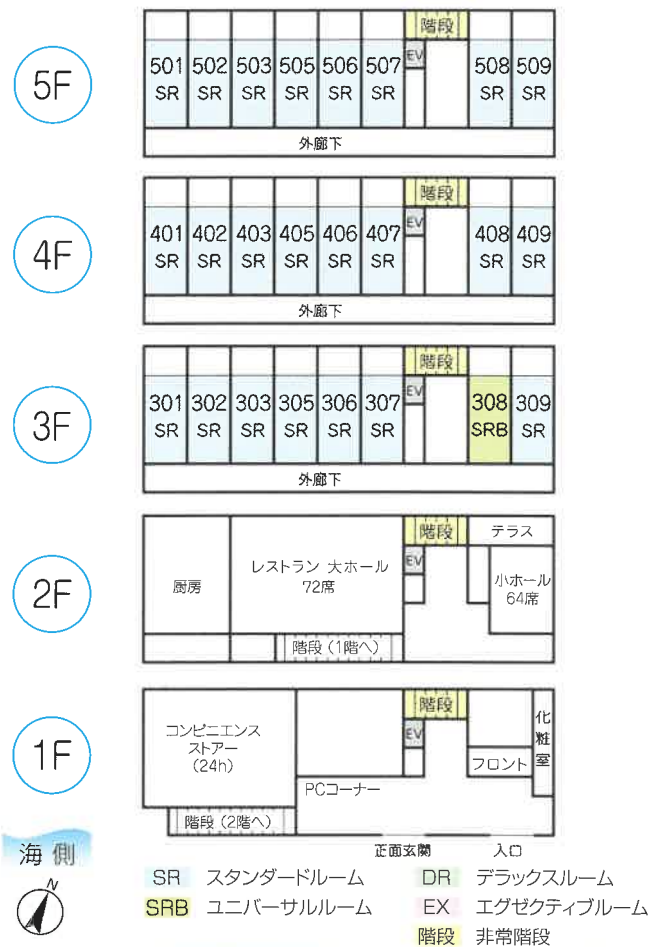 階段
5F
501 502 503 505 506 507 EV 508 509
SR SR SR SR SR SR SR SR
外廊下
階段
4F
401 402 403 405 406 407 EV 408 409
SR SR SR SR SR SR SR SR
外廊下
階段
3F
301 302 303 305 306 307 EV 308 309
SR SR SR SR SR SR SRB SR
外廊下
2F
階段 テラス
EV
厨房
レストラン 大ホール
72席
小ホール
64席
階段(1階へ)
1F
階段
コンビニエンス
ストアー
(24h)
EV
化粧室
フロント
PCコーナー
階段(2階へ)
正面玄関 入口
海側
N
SR スタンダードルーム
DR デラックスルーム
SRB ユニバーサルルーム
EX エグゼクティブルーム
階段 非常階段